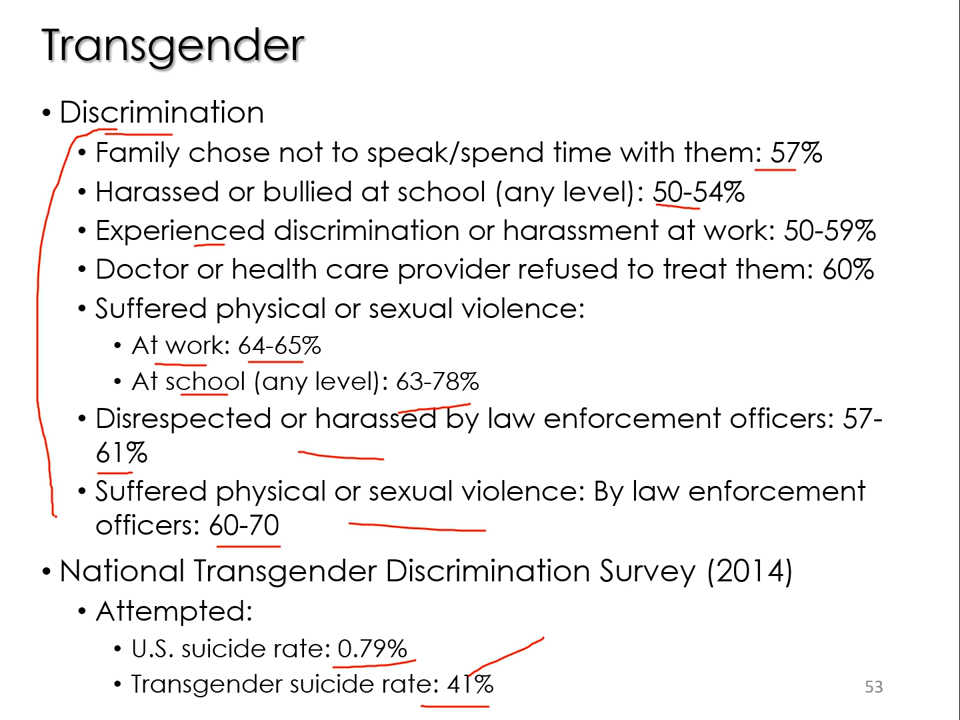 Transgender
• Discrimination
• Family chose not to speak/spend time with them: 57%
• Harassed or bullied at school (any level): 50-54%
• Experienced discrimination or harassment at work: 50-59%
• Doctor or health care provider refused to treat them: 60%
• Suffered physical or sexual violence:
• At work: 64-65%
• At school (any level): 63-78%
• Disrespected or harassed by law enforcement officers: 57-
61%
• Suffered physical or sexual violence: By law enforcement
officers: 60-70
• National Transgender Discrimination Survey (2014)
• Attempted:
• U.S. suicide rate: 0.79%
• Transgender suicide rate: 41%
53